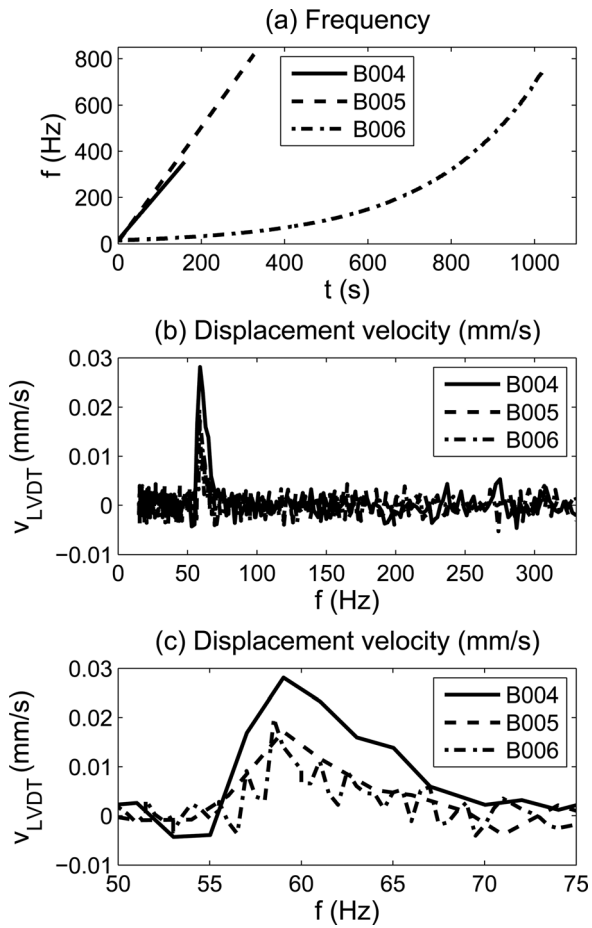 (a) Frequency
f (Hz)
800
600
400
200
0
B004
B005
B006
0 200 400 600 800 1000
t (s)
(b) Displacement velocity (mm/s)
v_LVDT (mm/s)
0.03
0.02
0.01
0
−0.01
B004
B005
B006
0 50 100 150 200 250 300
f (Hz)
(c) Displacement velocity (mm/s)
v_LVDT (mm/s)
0.03
0.02
0.01
0
−0.01
B004
B005
B006
50 55 60 65 70 75
f (Hz)